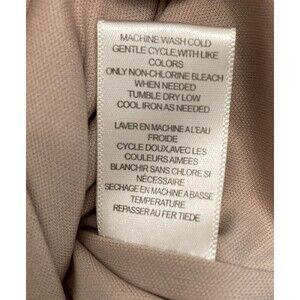 MACHINE WASH COLD
GENTLE CYCLE,WITH LIKE
COLORS
ONLY NON-CHLORINE BLEACH
WHEN NEEDED
TUMBLE DRY LOW
COOL IRON AS NEEDED
LAVER EN MACHINE A L'EAU
FROIDE
CYCLE DOUX,AVEC LES
COULEURS AIMEES
BLANCHIR SANS CHLORE SI
NÉCESSAIRE
SECHAGE EN MACHINE A BASSE
TEMPERATURE
REPASSER AU FER TIEDE